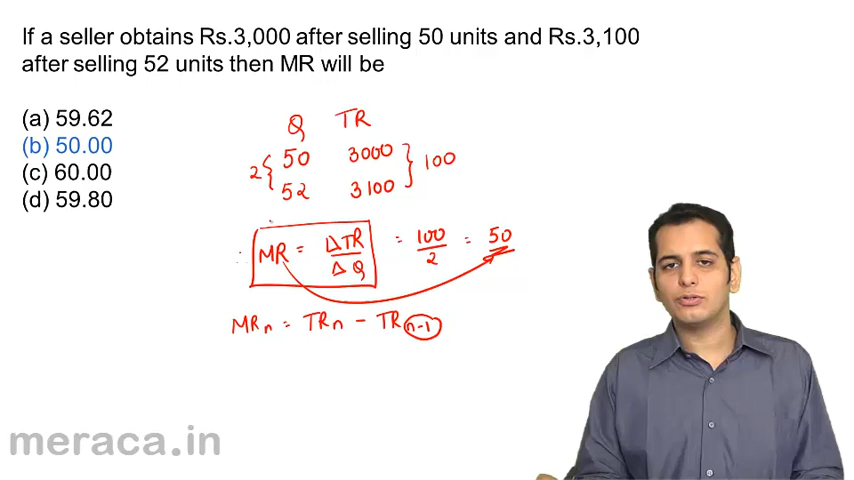 If a seller obtains Rs.3,000 after selling 50 units and Rs.3,100
after selling 52 units then MR will be
(a) 59.62
(b) 50.00
(c) 60.00
(d) 59.80
Q TR
50 3000
2 { } 100
52 3100
MR = ΔTR / ΔQ = 100 / 2 = 50
MRn = TRn - TR n-1
meraca.in